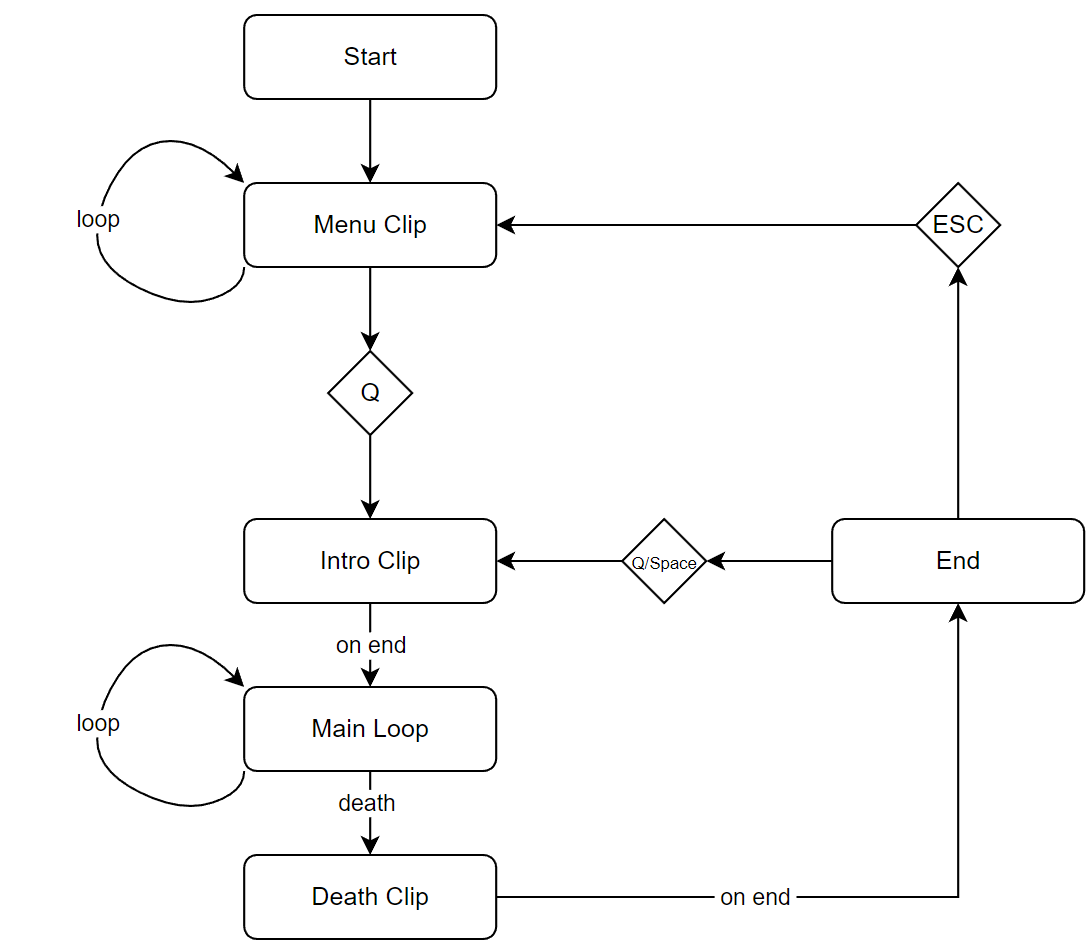 Start
loop
Menu Clip
ESC
Q
Intro Clip
Q/Space
End
on end
loop
Main Loop
death
Death Clip
on end